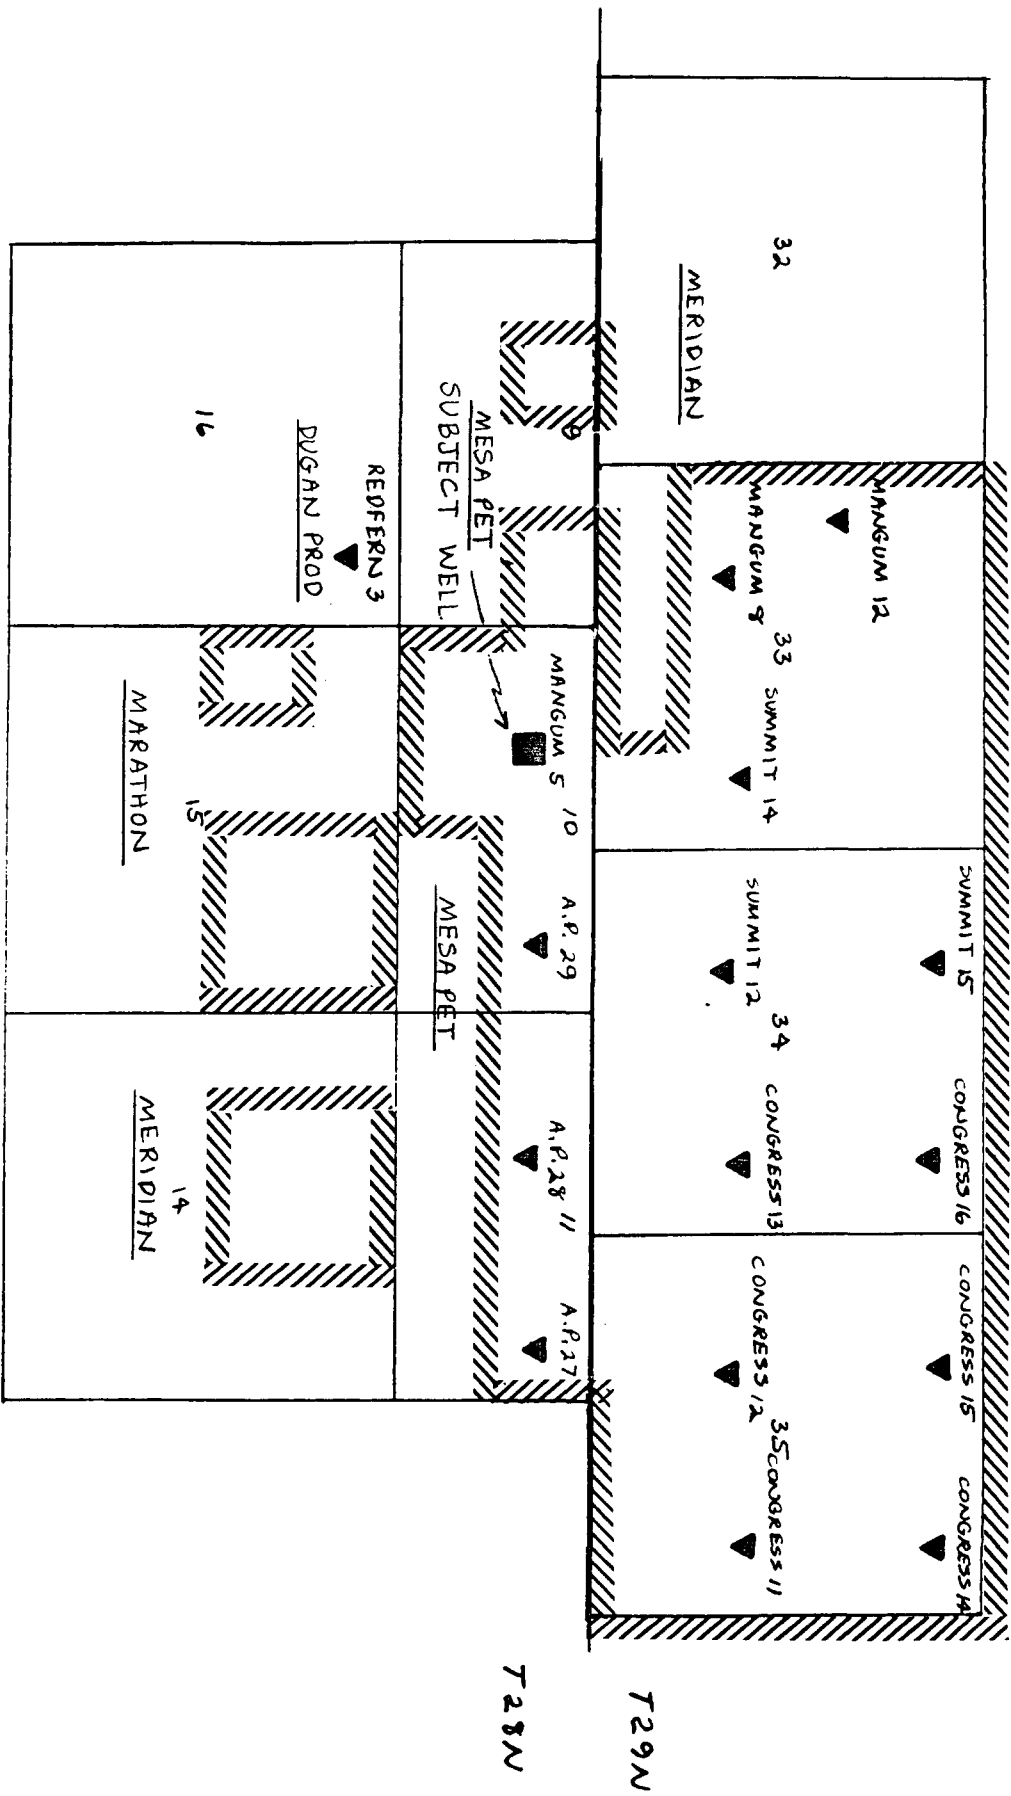 32
MERIDIAN
MANGUM 12
MANGUM 8
33
SUMMIT 14
SUMMIT 15
SUMMIT 12
34
CONGRESS 16
CONGRESS 13
CONGRESS 15
CONGRESS 12
35
CONGRESS 14
CONGRESS 11
T29N
T28N
9
MESA PET
SUBJECT WELL
MANGUM 5
10
A.P. 29
A.P. 28
11
A.P. 27
MESA PET
REDFERN 3
DUGAN PROD
16
15
MARATHON
14
MERIDIAN